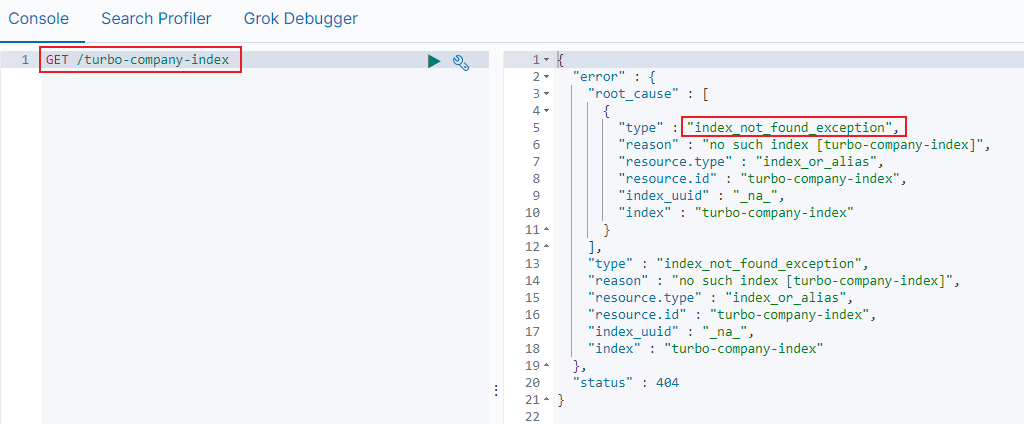 Console Search Profiler Grok Debugger
1 GET /turbo-company-index
1 {
2 "error" : {
3 "root_cause" : [
4 {
5 "type" : "index_not_found_exception",
6 "reason" : "no such index [turbo-company-index]",
7 "resource.type" : "index_or_alias",
8 "resource.id" : "turbo-company-index",
9 "index_uuid" : "_na_",
10 "index" : "turbo-company-index"
11 }
12 ],
13 "type" : "index_not_found_exception",
14 "reason" : "no such index [turbo-company-index]",
15 "resource.type" : "index_or_alias",
16 "resource.id" : "turbo-company-index",
17 "index_uuid" : "_na_",
18 "index" : "turbo-company-index"
19 },
20 "status" : 404
21 }
22